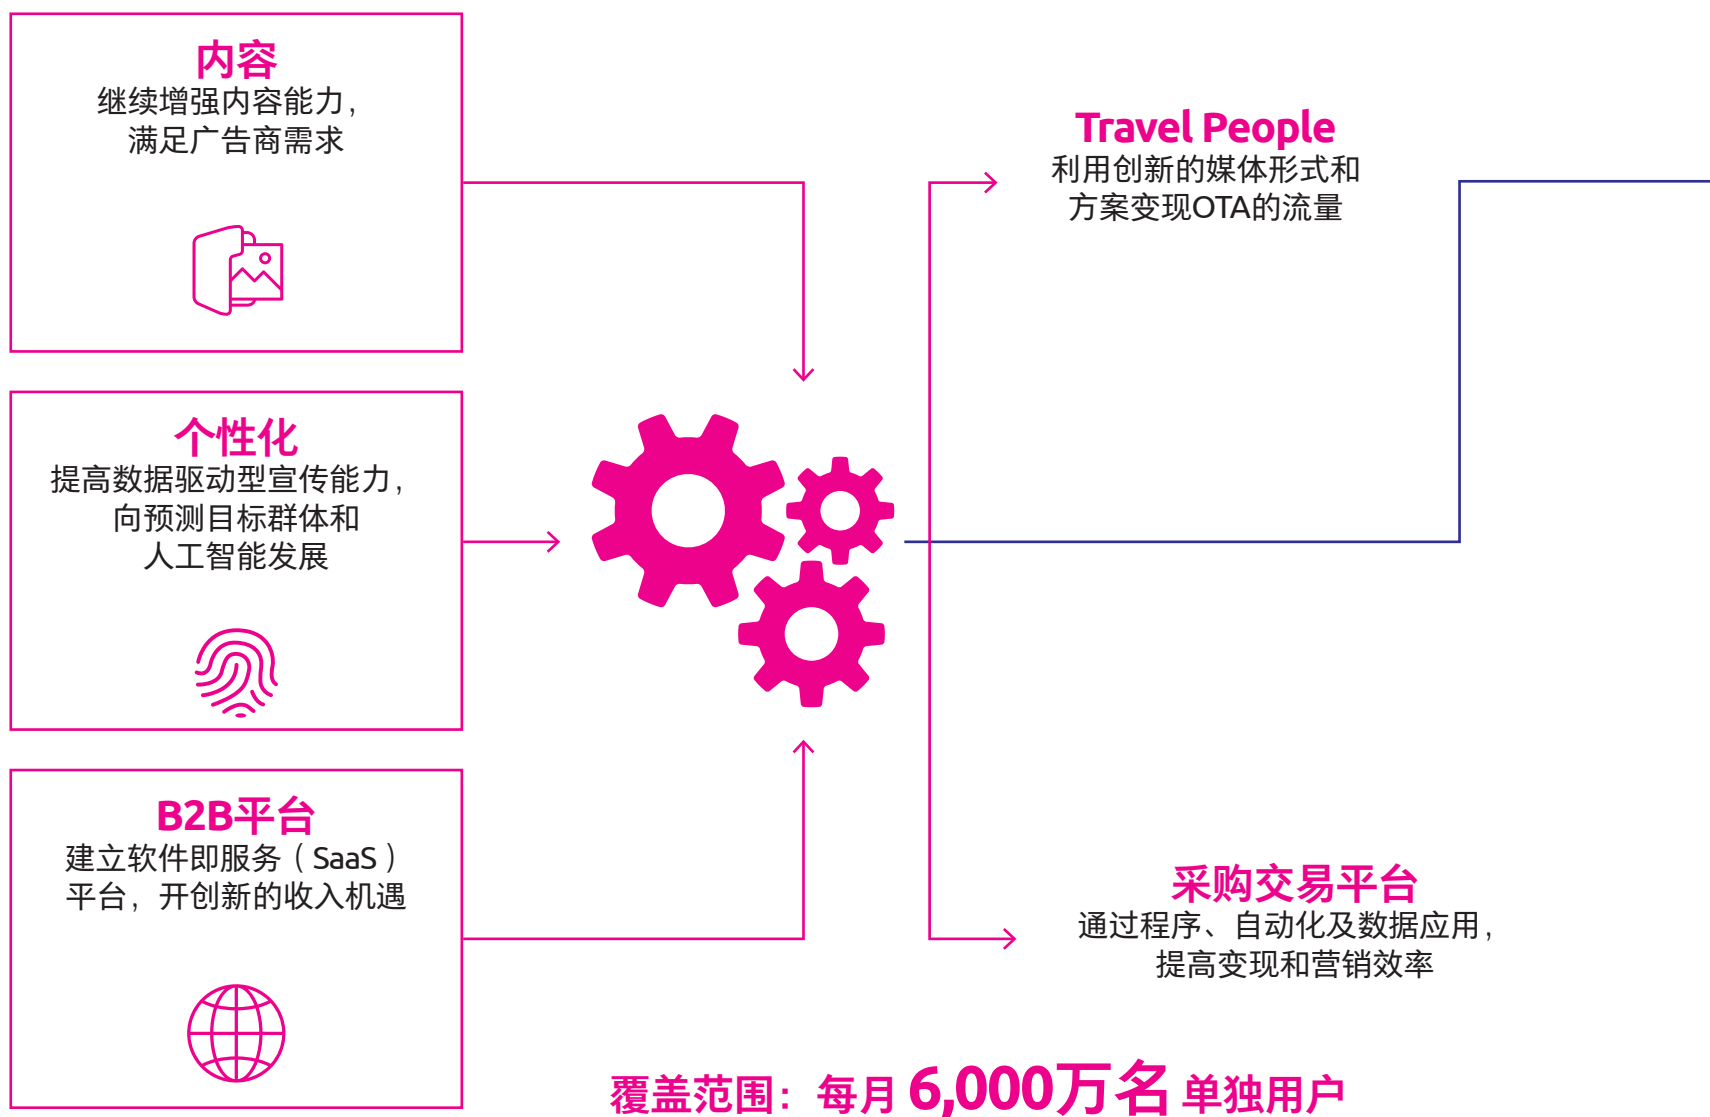 内容
继续增强内容能力，
满足广告商需求
个性化
提高数据驱动型宣传能力，
向预测目标群体和
人工智能发展
B2B平台
建立软件即服务（SaaS）
平台，开创新的收入机遇
Travel People
利用创新的媒体形式和
方案变现OTA的流量
采购交易平台
通过程序、自动化及数据应用，
提高变现和营销效率
覆盖范围：每月 6,000万名 单独用户